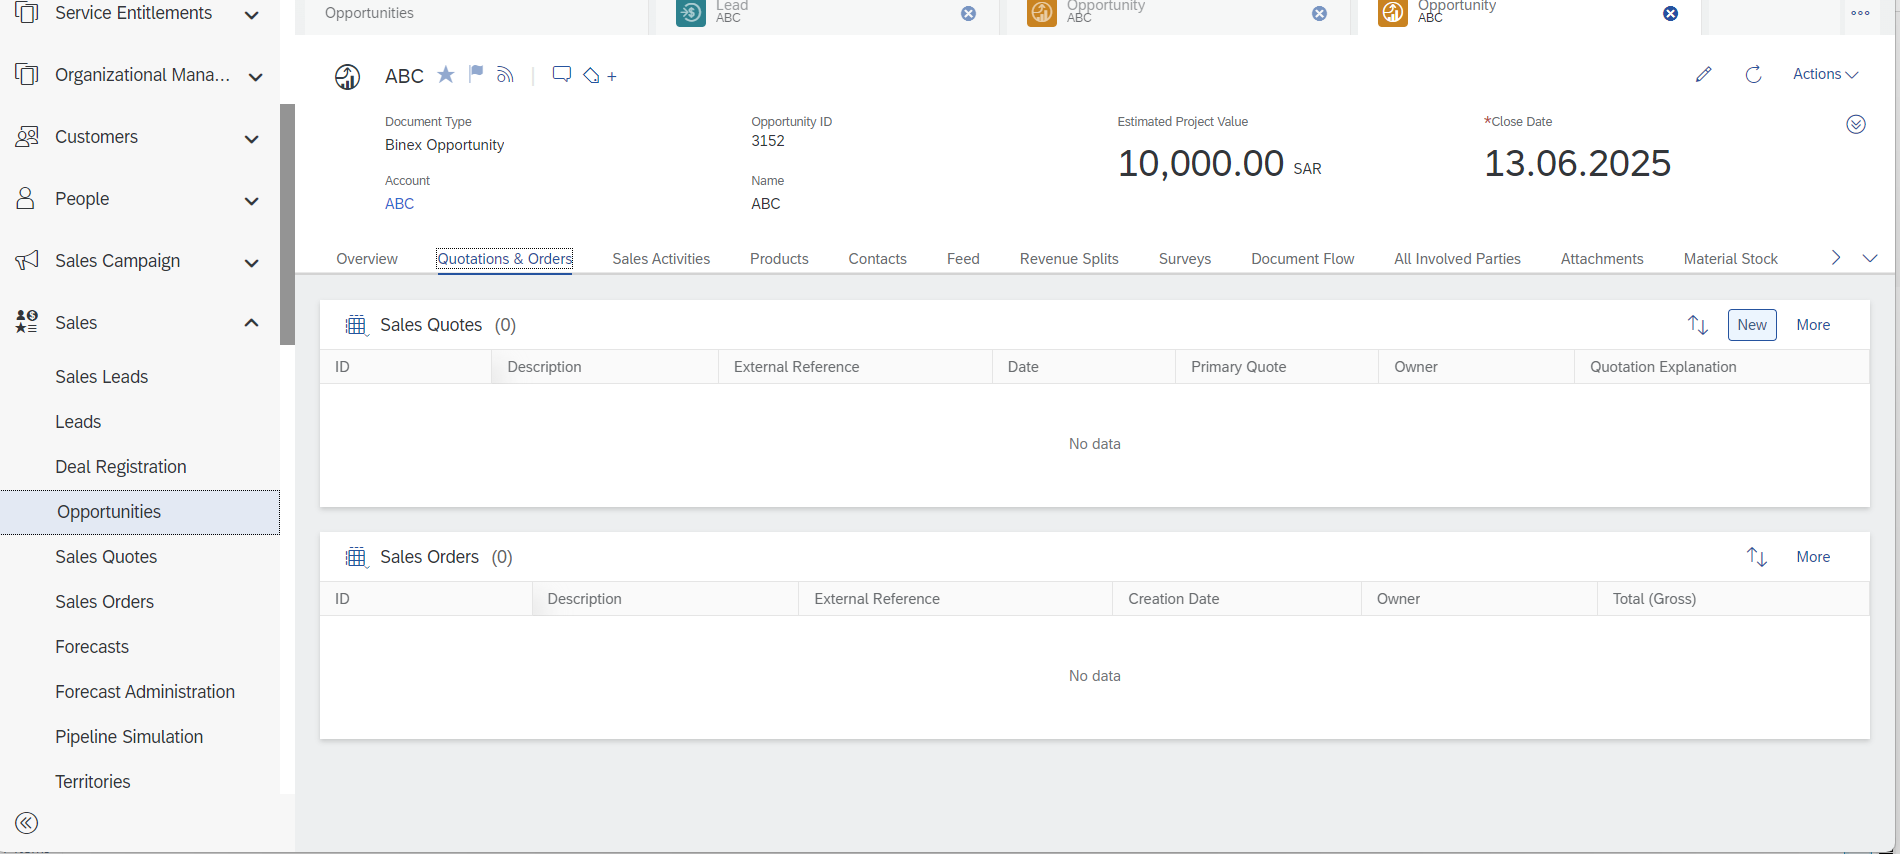 Service Entitlements
Organizational Mana...
Customers
People
Sales Campaign
Sales
Sales Leads
Leads
Deal Registration
Opportunities
Sales Quotes
Sales Orders
Forecasts
Forecast Administration
Pipeline Simulation
Territories
Opportunities
Lead
ABC
Opportunity
ABC
Opportunity
ABC
ABC
Actions
Document Type
Binex Opportunity
Opportunity ID
3152
Estimated Project Value
10,000.00 SAR
*Close Date
13.06.2025
Account
ABC
Name
ABC
Overview Quotations & Orders Sales Activities Products Contacts Feed Revenue Splits Surveys Document Flow All Involved Parties Attachments Material Stock
Sales Quotes (0) New More
ID Description External Reference Date Primary Quote Owner Quotation Explanation
No data
Sales Orders (0) More
ID Description External Reference Creation Date Owner Total (Gross)
No data